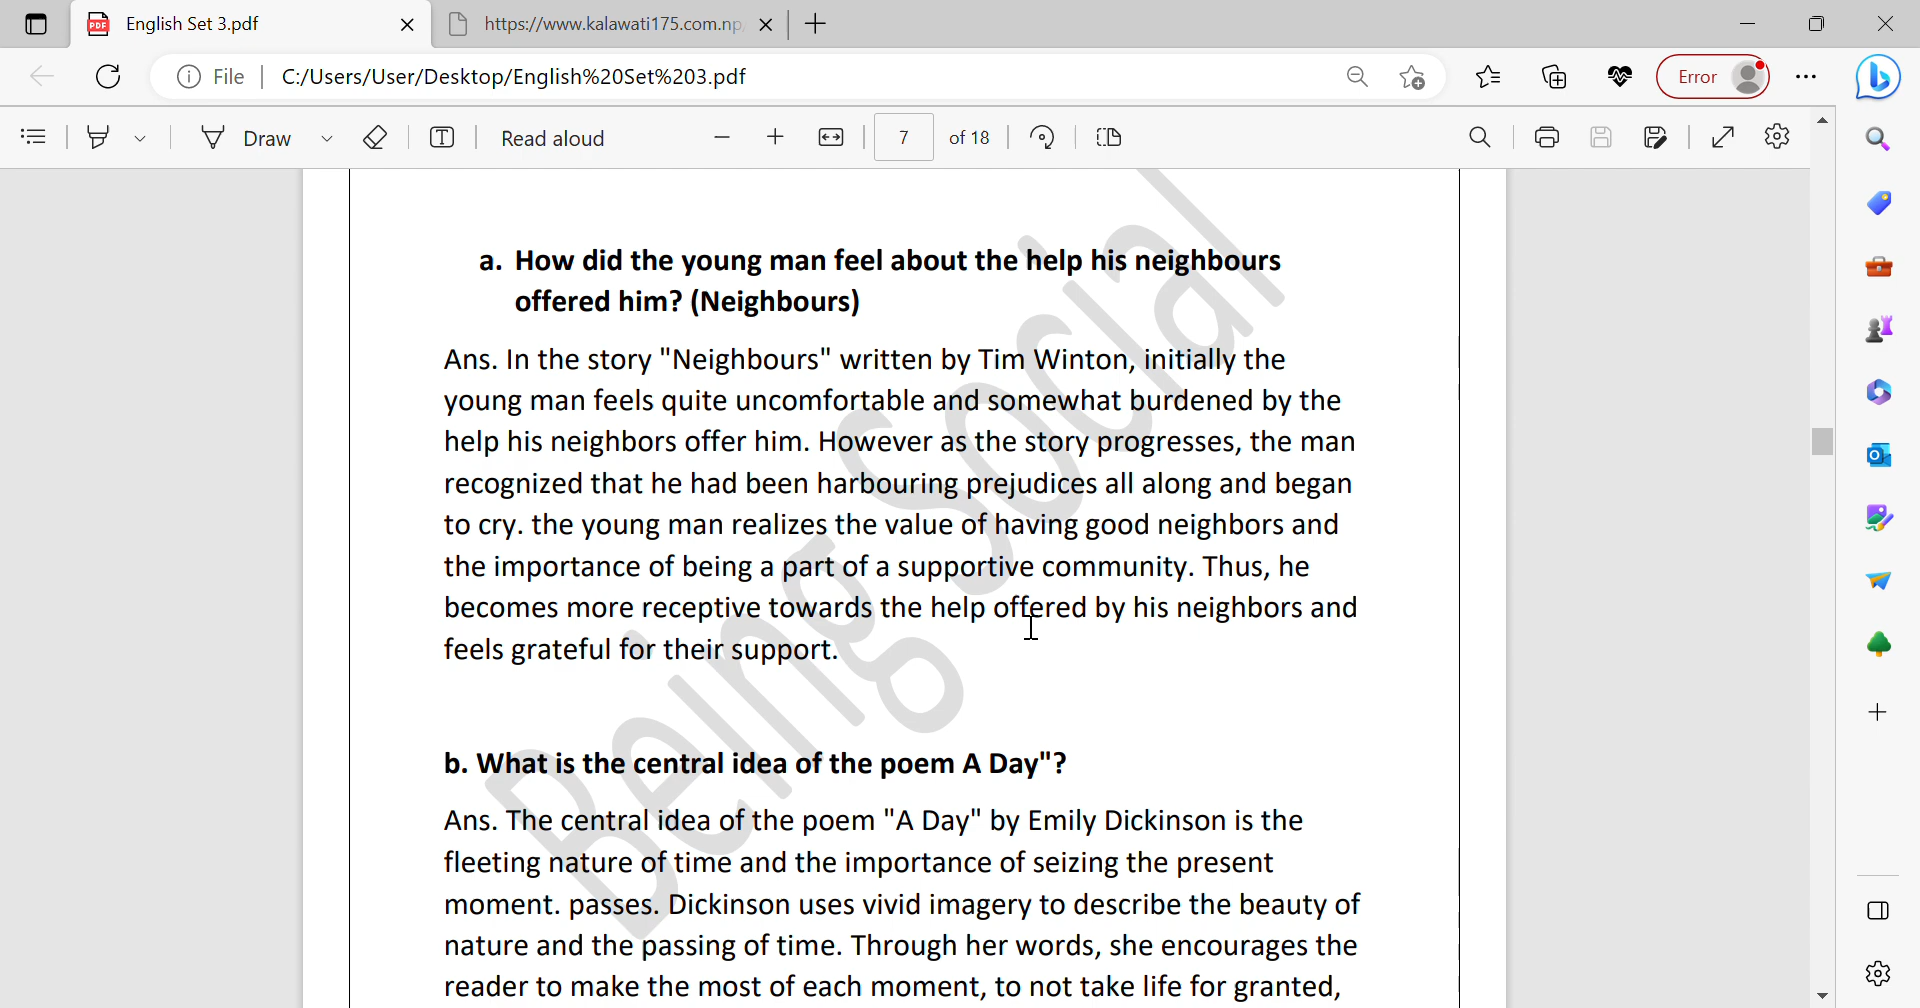 English Set 3.pdf
https://www.kalawati175.com.np/
File
C:/Users/User/Desktop/English%20Set%203.pdf
Error
Draw
Read aloud
7
of 18
a. How did the young man feel about the help his neighbours
offered him? (Neighbours)
Ans. In the story "Neighbours" written by Tim Winton, initially the
young man feels quite uncomfortable and somewhat burdened by the
help his neighbors offer him. However as the story progresses, the man
recognized that he had been harbouring prejudices all along and began
to cry. the young man realizes the value of having good neighbors and
the importance of being a part of a supportive community. Thus, he
becomes more receptive towards the help offered by his neighbors and
feels grateful for their support.
b. What is the central idea of the poem A Day"?
Ans. The central idea of the poem "A Day" by Emily Dickinson is the
fleeting nature of time and the importance of seizing the present
moment. passes. Dickinson uses vivid imagery to describe the beauty of
nature and the passing of time. Through her words, she encourages the
reader to make the most of each moment, to not take life for granted,
Being Social